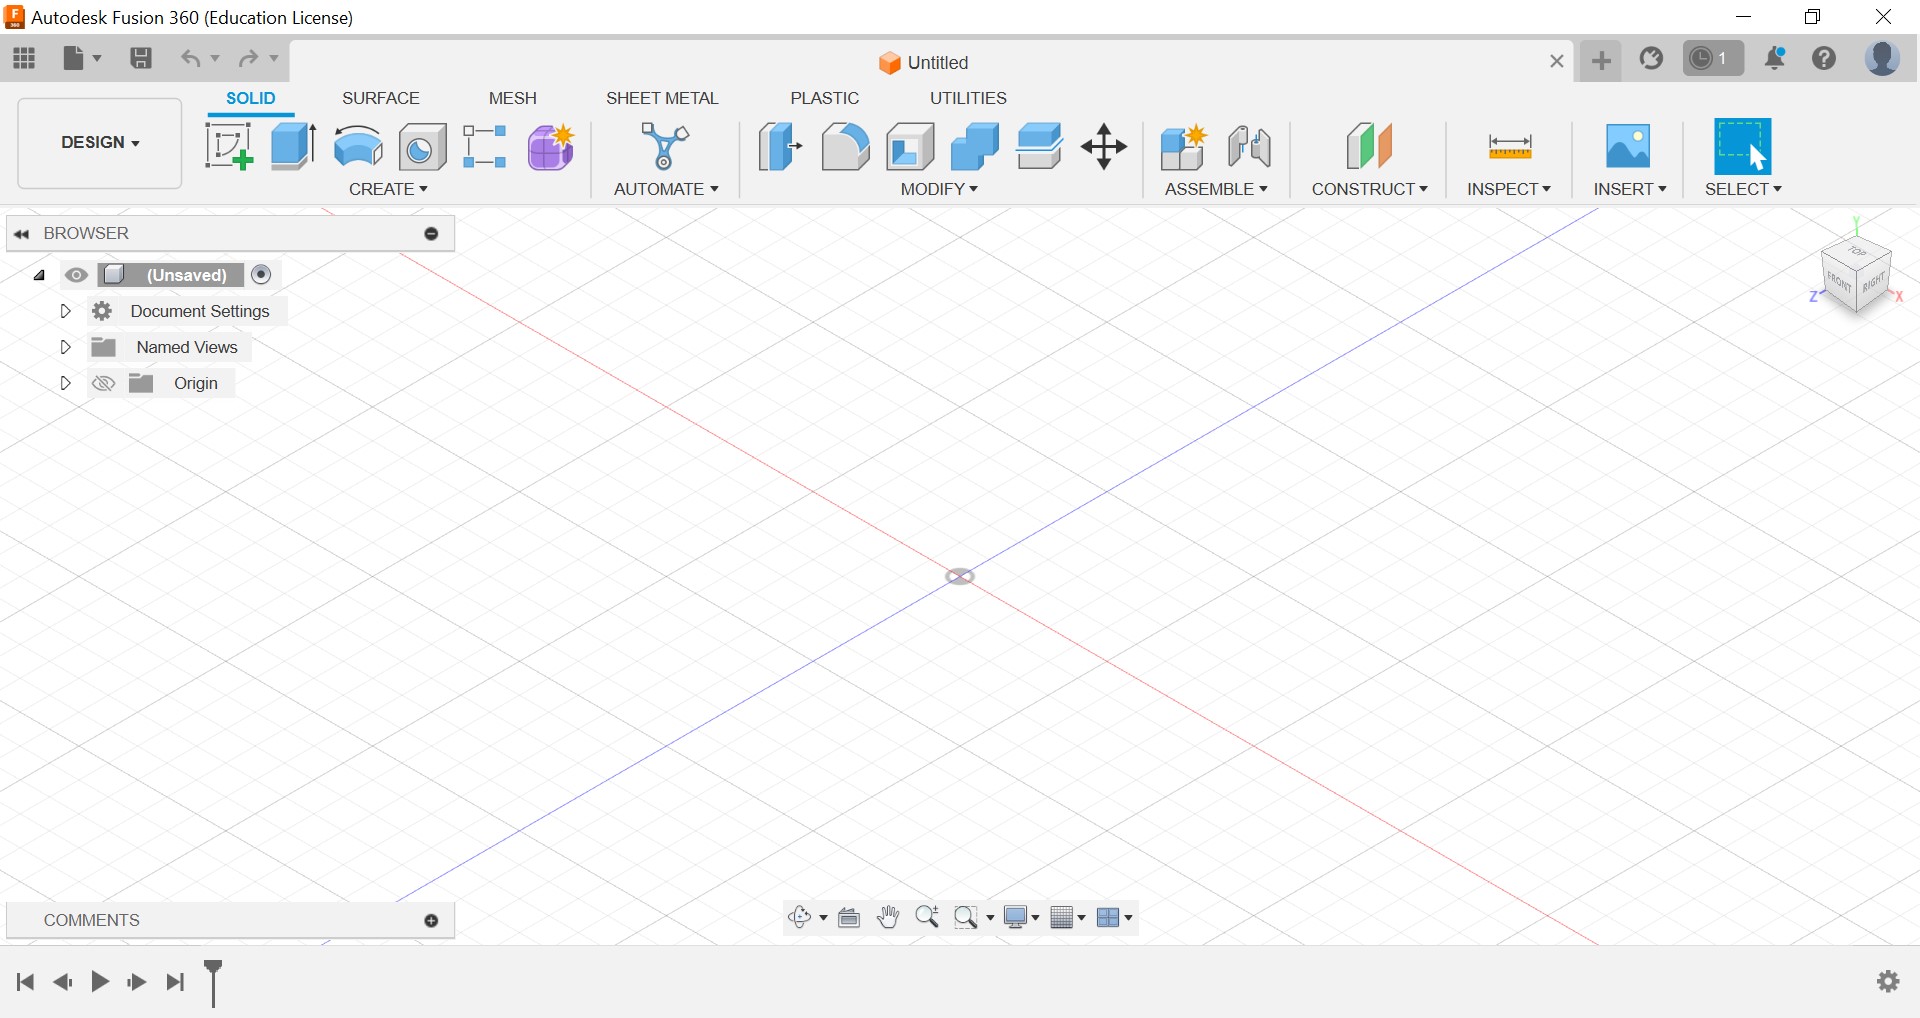 Autodesk Fusion 360 (Education License)
Untitled
1
SOLID SURFACE MESH SHEET METAL PLASTIC UTILITIES
DESIGN
CREATE AUTOMATE MODIFY ASSEMBLE CONSTRUCT INSPECT INSERT SELECT
BROWSER
(Unsaved)
Document Settings
Named Views
Origin
Y
TOP
FRONT RIGHT
Z X
COMMENTS